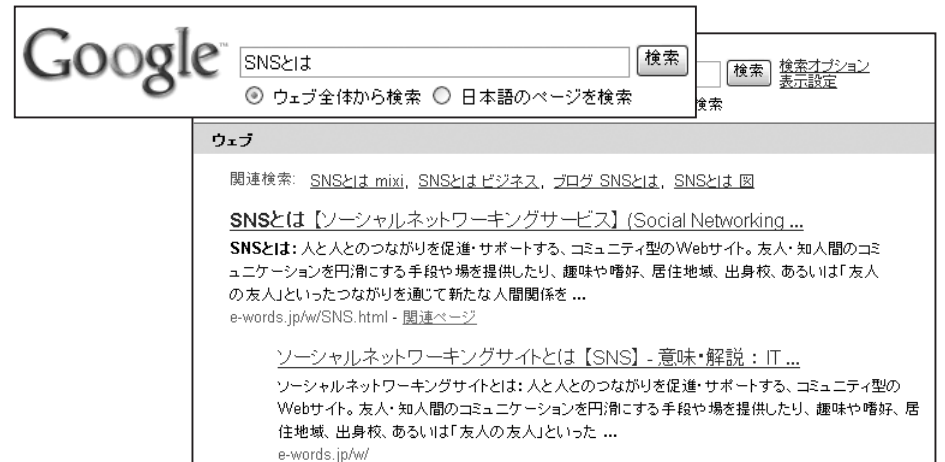 Google™
SNSとは
検索
ウェブ全体から検索 日本語のページを検索
検索
検索オプション
表示設定
検索
ウェブ
関連検索: SNSとは mixi, SNSとは ビジネス, ブログ SNSとは, SNSとは 図
SNSとは 【ソーシャルネットワーキングサービス】 (Social Networking ...
SNSとは: 人と人とのつながりを促進・サポートする、コミュニティ型のWebサイト。友人・知人間のコミ
ュニケーションを円滑にする手段や場を提供したり、趣味や嗜好、居住地域、出身校、あるいは「友人
の友人」といったつながりを通じて新たな人間関係を ...
e-words.jp/w/SNS.html - 関連ページ
ソーシャルネットワーキングサイトとは 【SNS】 - 意味・解説 : IT ...
ソーシャルネットワーキングサイトとは: 人と人とのつながりを促進・サポートする、コミュニティ型の
Webサイト。友人・知人間のコミュニケーションを円滑にする手段や場を提供したり、趣味や嗜好、居
住地域、出身校、あるいは「友人の友人」といった ...
e-words.jp/w/